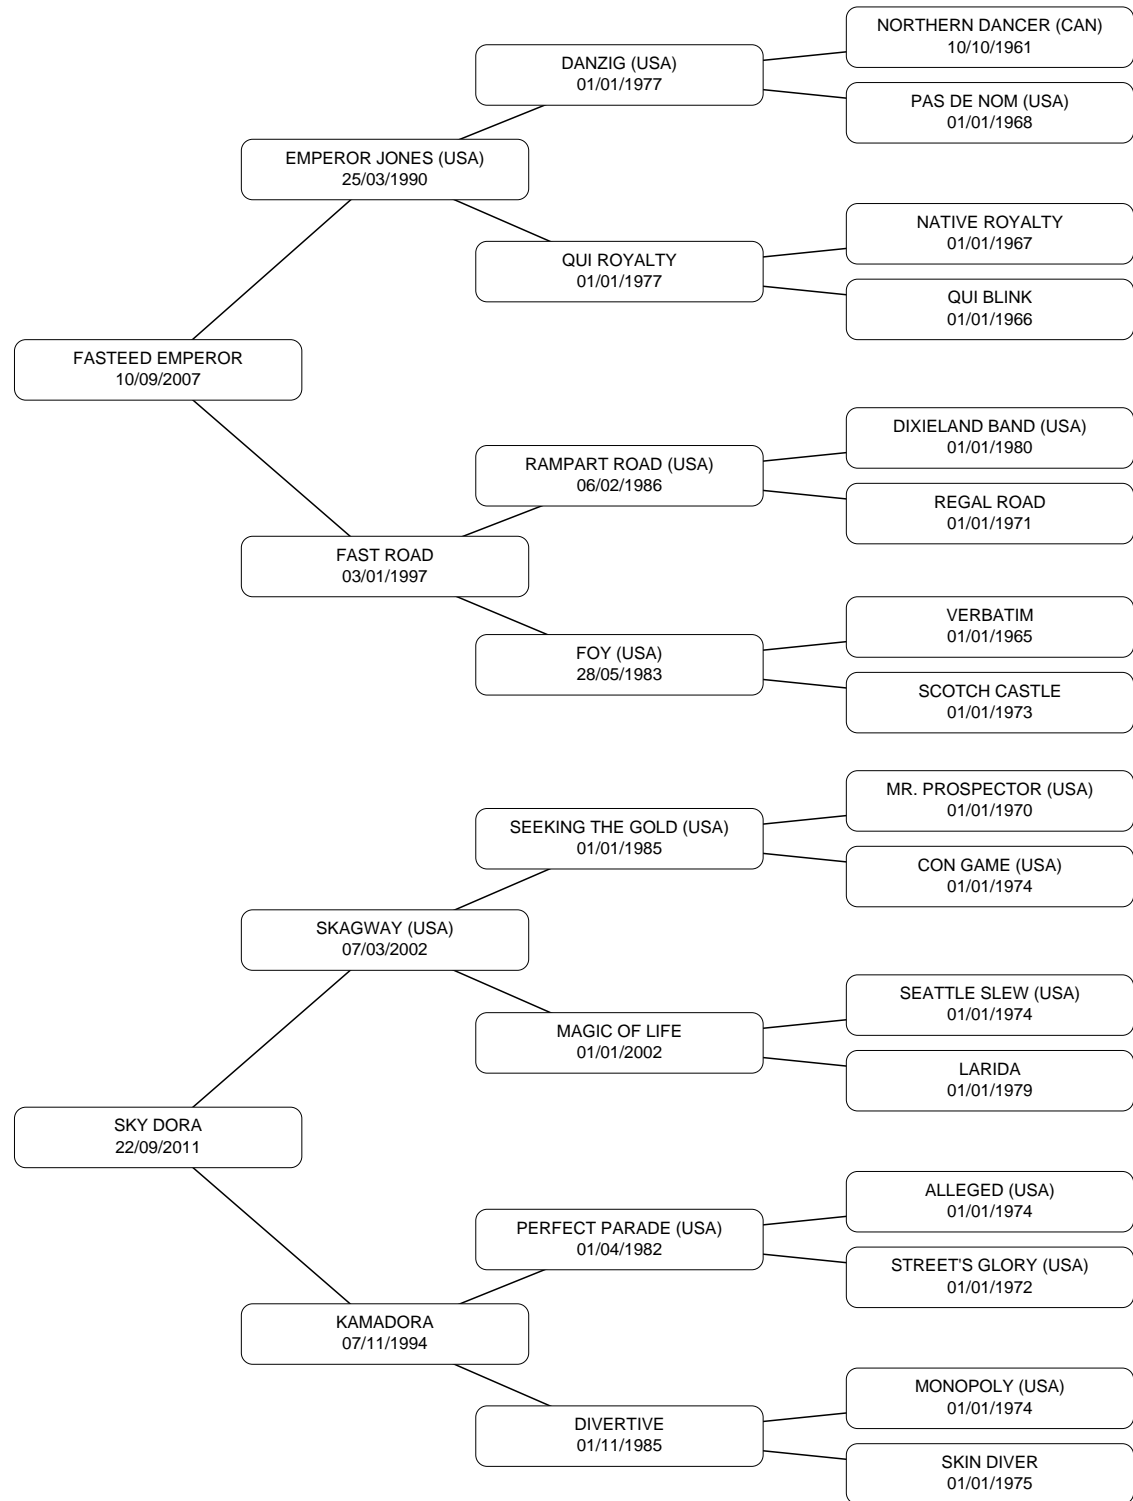 NORTHERN DANCER (CAN)
10/10/1961
DANZIG (USA)
01/01/1977
PAS DE NOM (USA)
01/01/1968
EMPEROR JONES (USA)
25/03/1990
NATIVE ROYALTY
01/01/1967
QUI ROYALTY
01/01/1977
QUI BLINK
01/01/1966
FASTEED EMPEROR
10/09/2007
DIXIELAND BAND (USA)
01/01/1980
RAMPART ROAD (USA)
06/02/1986
REGAL ROAD
01/01/1971
FAST ROAD
03/01/1997
VERBATIM
01/01/1965
FOY (USA)
28/05/1983
SCOTCH CASTLE
01/01/1973
MR. PROSPECTOR (USA)
01/01/1970
SEEKING THE GOLD (USA)
01/01/1985
CON GAME (USA)
01/01/1974
SKAGWAY (USA)
07/03/2002
SEATTLE SLEW (USA)
01/01/1974
MAGIC OF LIFE
01/01/2002
LARIDA
01/01/1979
SKY DORA
22/09/2011
ALLEGED (USA)
01/01/1974
PERFECT PARADE (USA)
01/04/1982
STREET'S GLORY (USA)
01/01/1972
KAMADORA
07/11/1994
MONOPOLY (USA)
01/01/1974
DIVERTIVE
01/11/1985
SKIN DIVER
01/01/1975